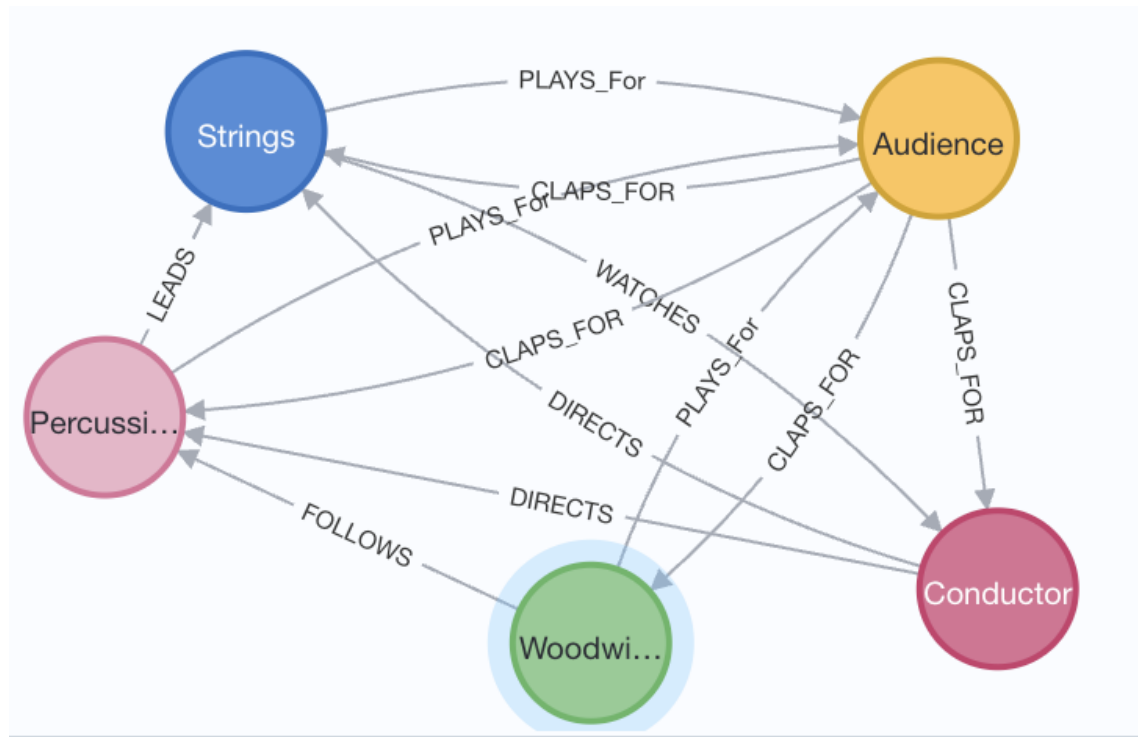 PLAYS_For
Strings
Audience
CLAPS_FOR
PLAYS_For
LEADS
WATCHES
CLAPS_FOR
CLAPS_FOR
PLAYS_For
CLAPS_FOR
DIRECTS
Percussi...
DIRECTS
FOLLOWS
Conductor
Woodwi...